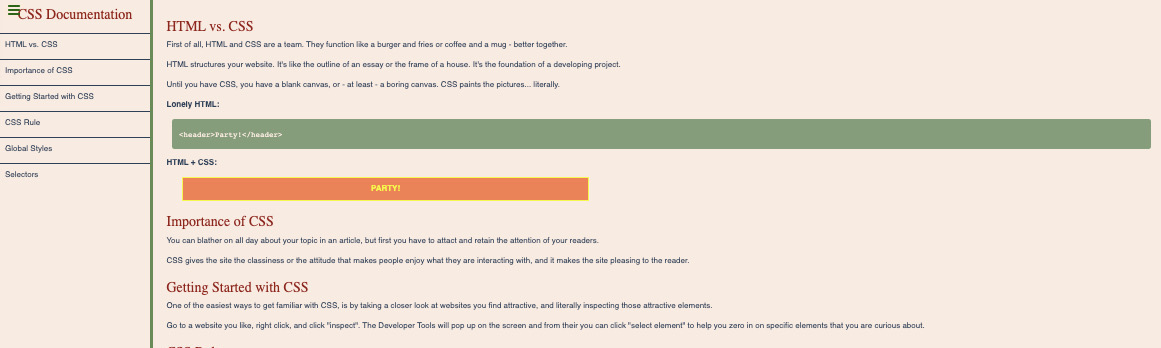 CSS Documentation
HTML vs. CSS
Importance of CSS
Getting Started with CSS
CSS Rule
Global Styles
Selectors
HTML vs. CSS
First of all, HTML and CSS are a team. They function like a burger and fries or coffee and a mug - better together.
HTML structures your website. It's like the outline of an essay or the frame of a house. It's the foundation of a developing project.
Until you have CSS, you have a blank canvas, or - at least - a boring canvas. CSS paints the pictures... literally.
Lonely HTML:
<header>Party!</header>
HTML + CSS:
PARTY!
Importance of CSS
You can blather on all day about your topic in an article, but first you have to attact and retain the attention of your readers.
CSS gives the site the classiness or the attitude that makes people enjoy what they are interacting with, and it makes the site pleasing to the reader.
Getting Started with CSS
One of the easiest ways to get familiar with CSS, is by taking a closer look at websites you find attractive, and literally inspecting those attractive elements.
Go to a website you like, right click, and click "inspect". The Developer Tools will pop up on the screen and from their you can click "select element" to help you zero in on specific elements that you are curious about.